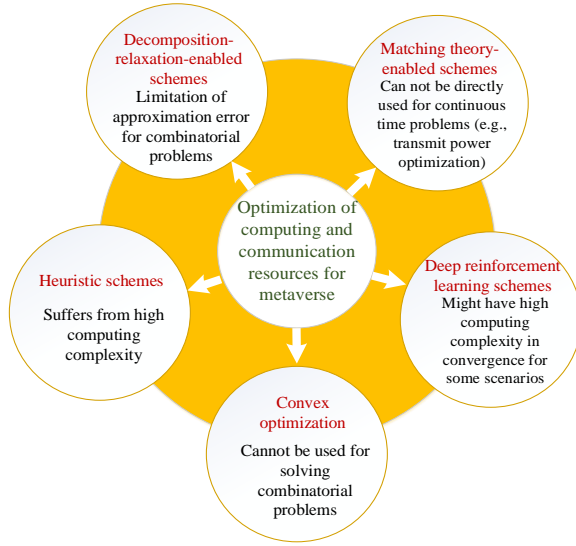 Decomposition-
relaxation-enabled
schemes
Limitation of
approximation error
for combinatorial
problems
Matching theory-
enabled schemes
Can not be directly
used for continuous
time problems (e.g.,
transmit power
optimization)
Optimization of
computing and
communication
resources for
metaverse
Heuristic schemes
Suffers from high
computing
complexity
Deep reinforcement
learning schemes
Might have high
computing
complexity in
convergence for
some scenarios
Convex
optimization
Cannot be used for
solving
combinatorial
problems